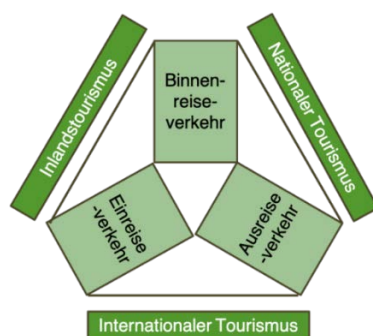 Inlandstourismus
Binnen-
reise-
verkehr
Nationaler Tourismus
Einreise
-verkehr
Ausreise
-verkehr
Internationaler Tourismus